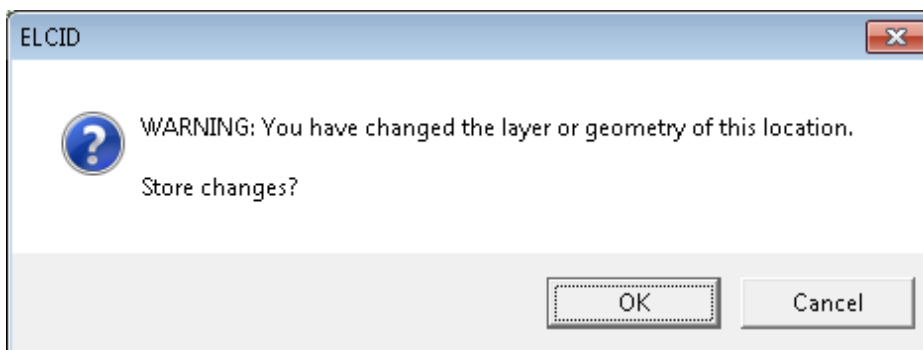 ELCID
WARNING: You have changed the layer or geometry of this location.
Store changes?
OK
Cancel